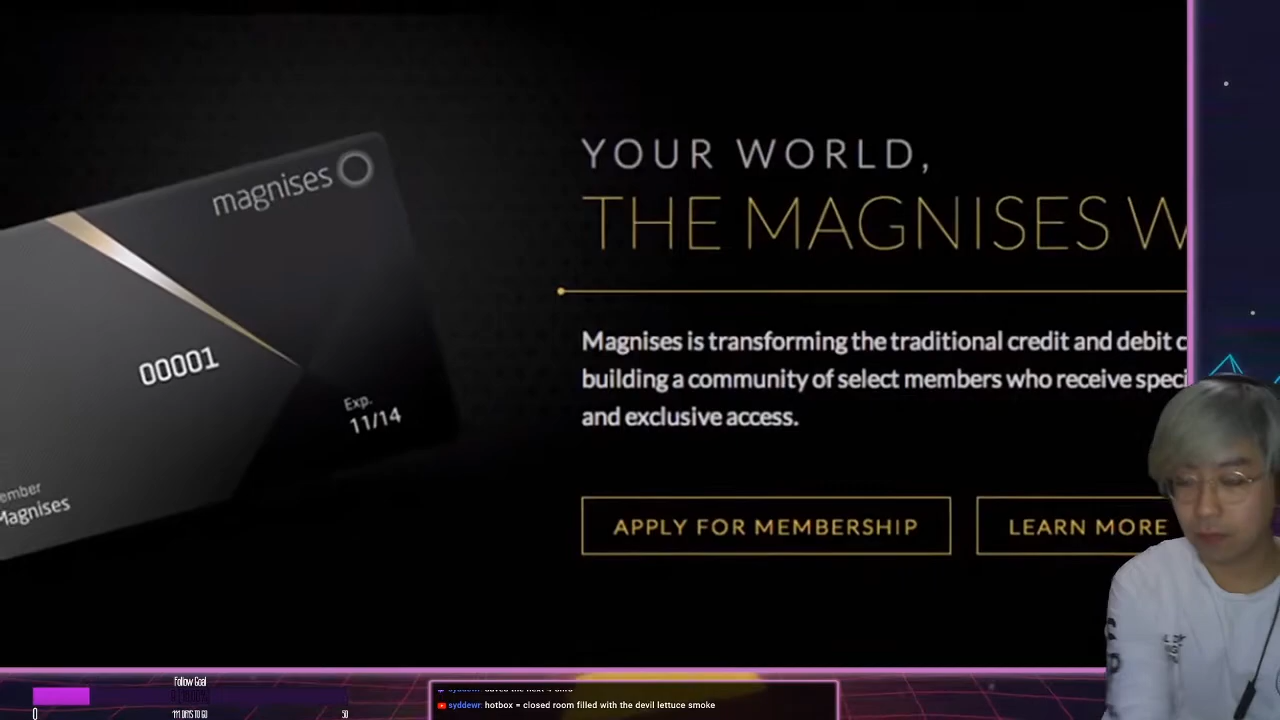 magnises
00001
Exp.
11/14
ember
Magnises
YOUR WORLD,
THE MAGNISES W
Magnises is transforming the traditional credit and debit c
building a community of select members who receive speci
and exclusive access.
APPLY FOR MEMBERSHIP
LEARN MORE
Follow Goal
0
50
syddewr: hotbox = closed room filled with the devil lettuce smoke